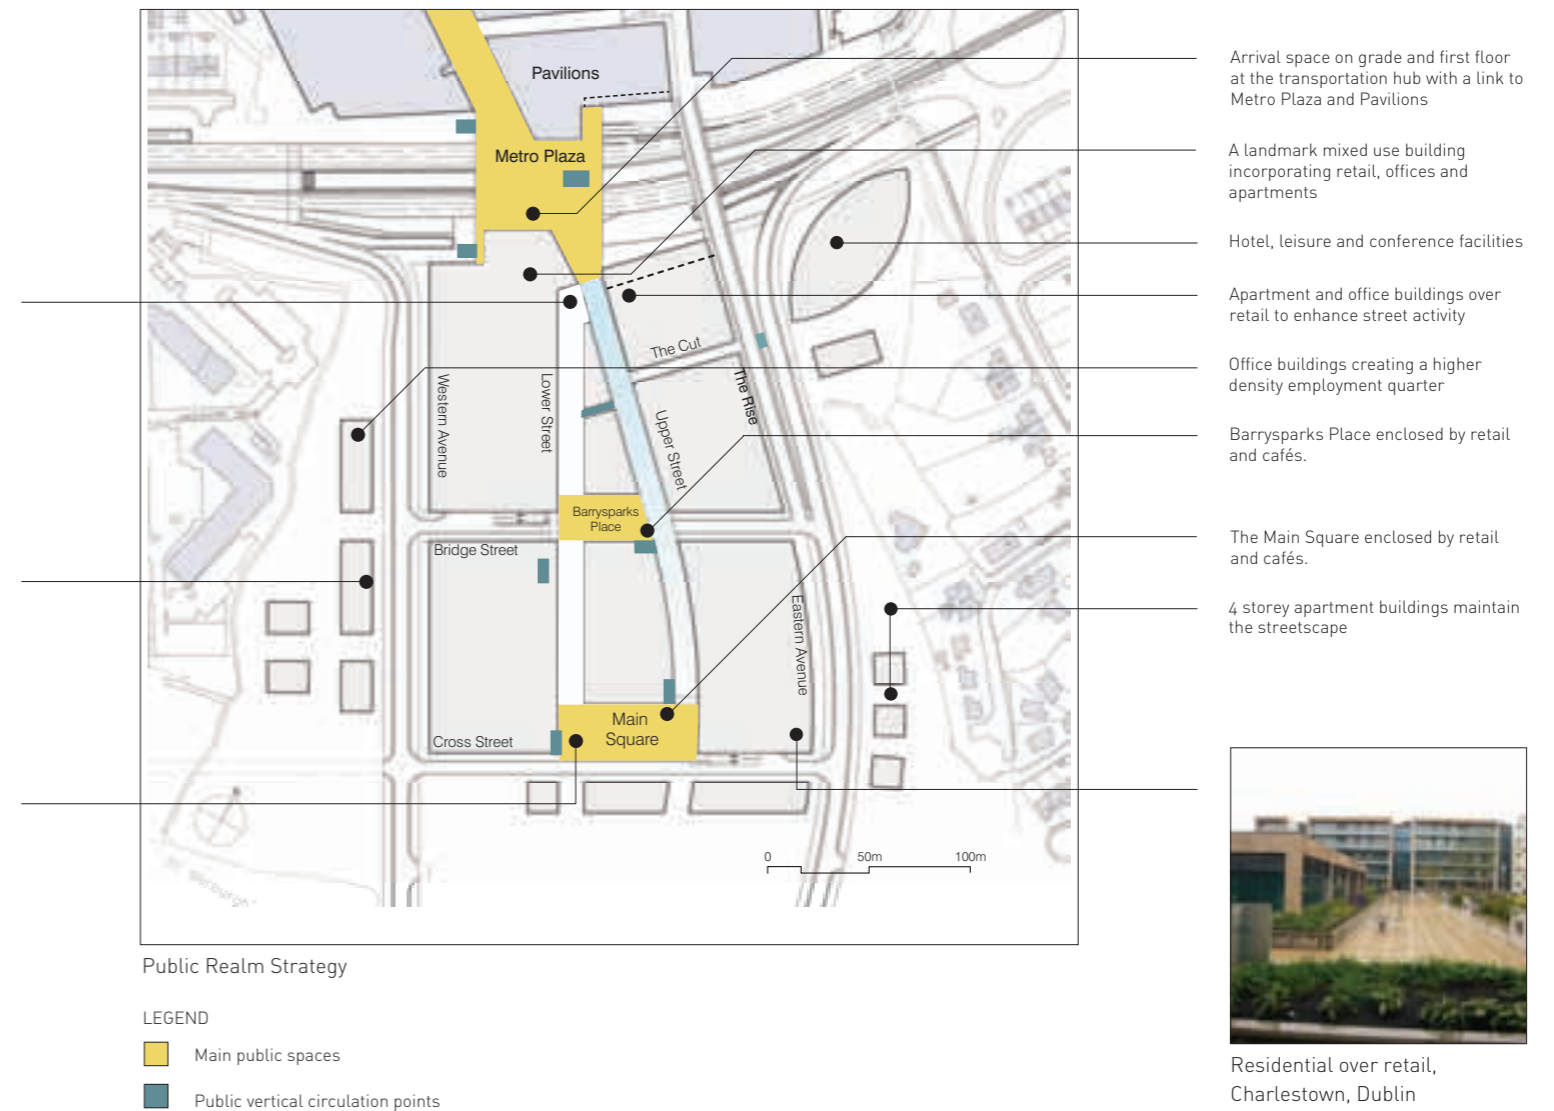 Pavilions
Metro Plaza
The Cut
The Rise
Western Avenue
Lower Street
Upper Street
Barrysparks
Place
Bridge Street
Eastern Avenue
Main
Square
Cross Street
0 50m 100m
Arrival space on grade and first floor
at the transportation hub with a link to
Metro Plaza and Pavilions
A landmark mixed use building
incorporating retail, offices and
apartments
Hotel, leisure and conference facilities
Apartment and office buildings over
retail to enhance street activity
Office buildings creating a higher
density employment quarter
Barrysparks Place enclosed by retail
and cafés.
The Main Square enclosed by retail
and cafés.
4 storey apartment buildings maintain
the streetscape
Public Realm Strategy
LEGEND
Main public spaces
Public vertical circulation points
Residential over retail,
Charlestown, Dublin